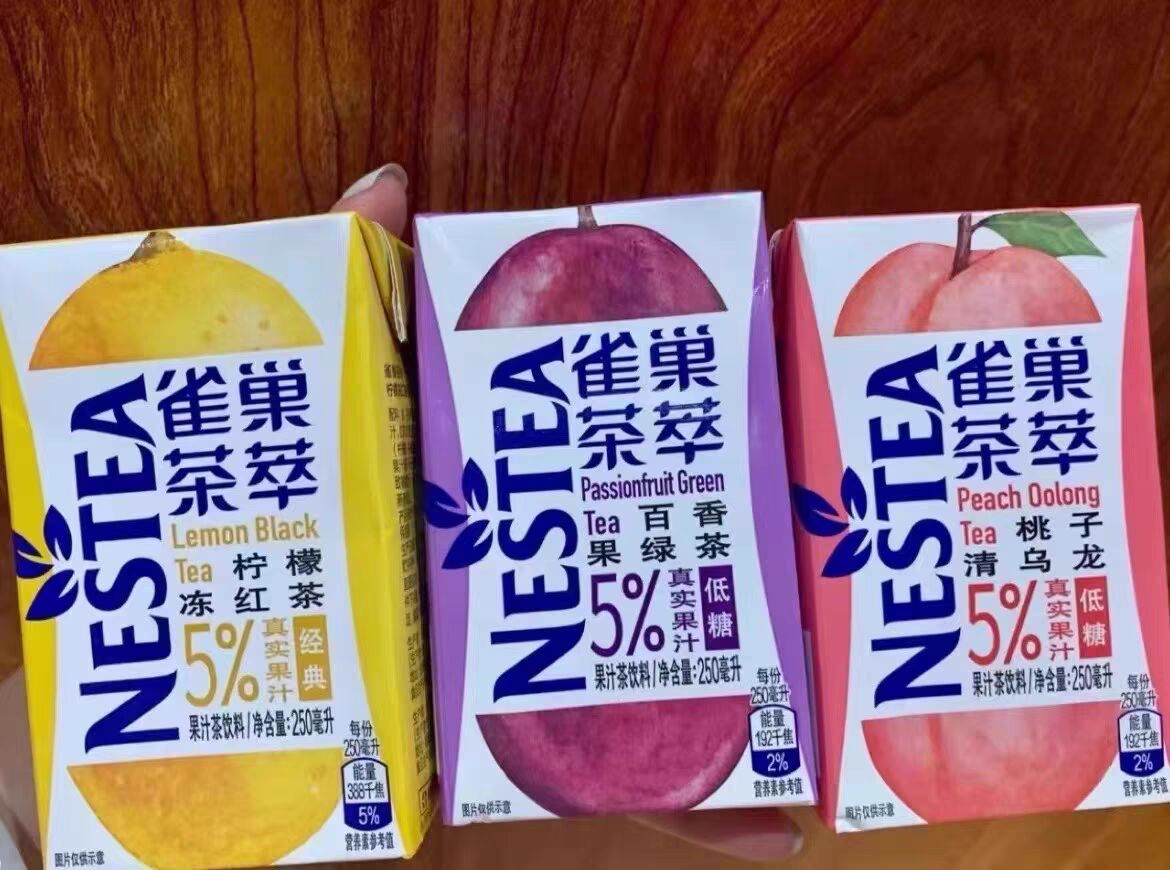 NESTEA
雀巢
茶萃
Lemon Black
Tea 柠檬
冻红茶
5%
真实果汁
经典
果汁茶饮料/净含量:250毫升
每份
250毫升
能量
388千焦
5%
营养素参考值
图片仅供示意
NESTEA
雀巢
茶萃
Passionfruit Green
Tea 百香
果绿茶
5%
真实果汁
低糖
果汁茶饮料/净含量:250毫升
每份
250毫升
能量
192千焦
2%
营养素参考值
图片仅供示意
NESTEA
雀巢
茶萃
Peach Oolong
Tea 桃子
清乌龙
5%
真实果汁
低糖
果汁茶饮料/净含量:250毫升
每份
250毫升
能量
192千焦
2%
营养素参考值
图片仅供示意